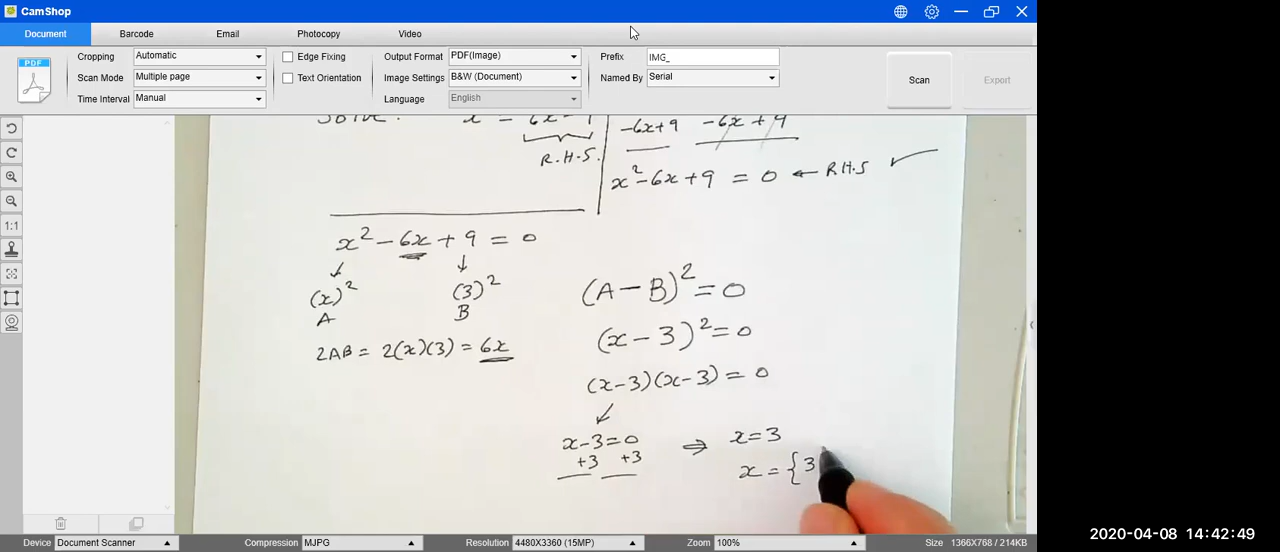 CamShop
Document Barcode Email Photocopy Video
Cropping Automatic Edge Fixing Output Format PDF(Image) Prefix IMG_
PDF Scan Mode Multiple page Text Orientation Image Settings B&W (Document) Named By Serial Scan Export
Time Interval Manual Language English
-6x+9 -6x+9
R.H.S.
x² - 6x + 9 = 0 ← R.H.S
x² - 6x + 9 = 0
(x)² (3)² (A - B)² = 0
A B
(x - 3)² = 0
2AB = 2(x)(3) = 6x
(x-3)(x-3) = 0
x-3=0 ⇒ x=3
+3 +3
x = {3
1:1
Device Document Scanner Compression MJPG Resolution 4480X3360 (15MP) Zoom 100% Size 1366X768 / 214KB
2020-04-08 14:42:49